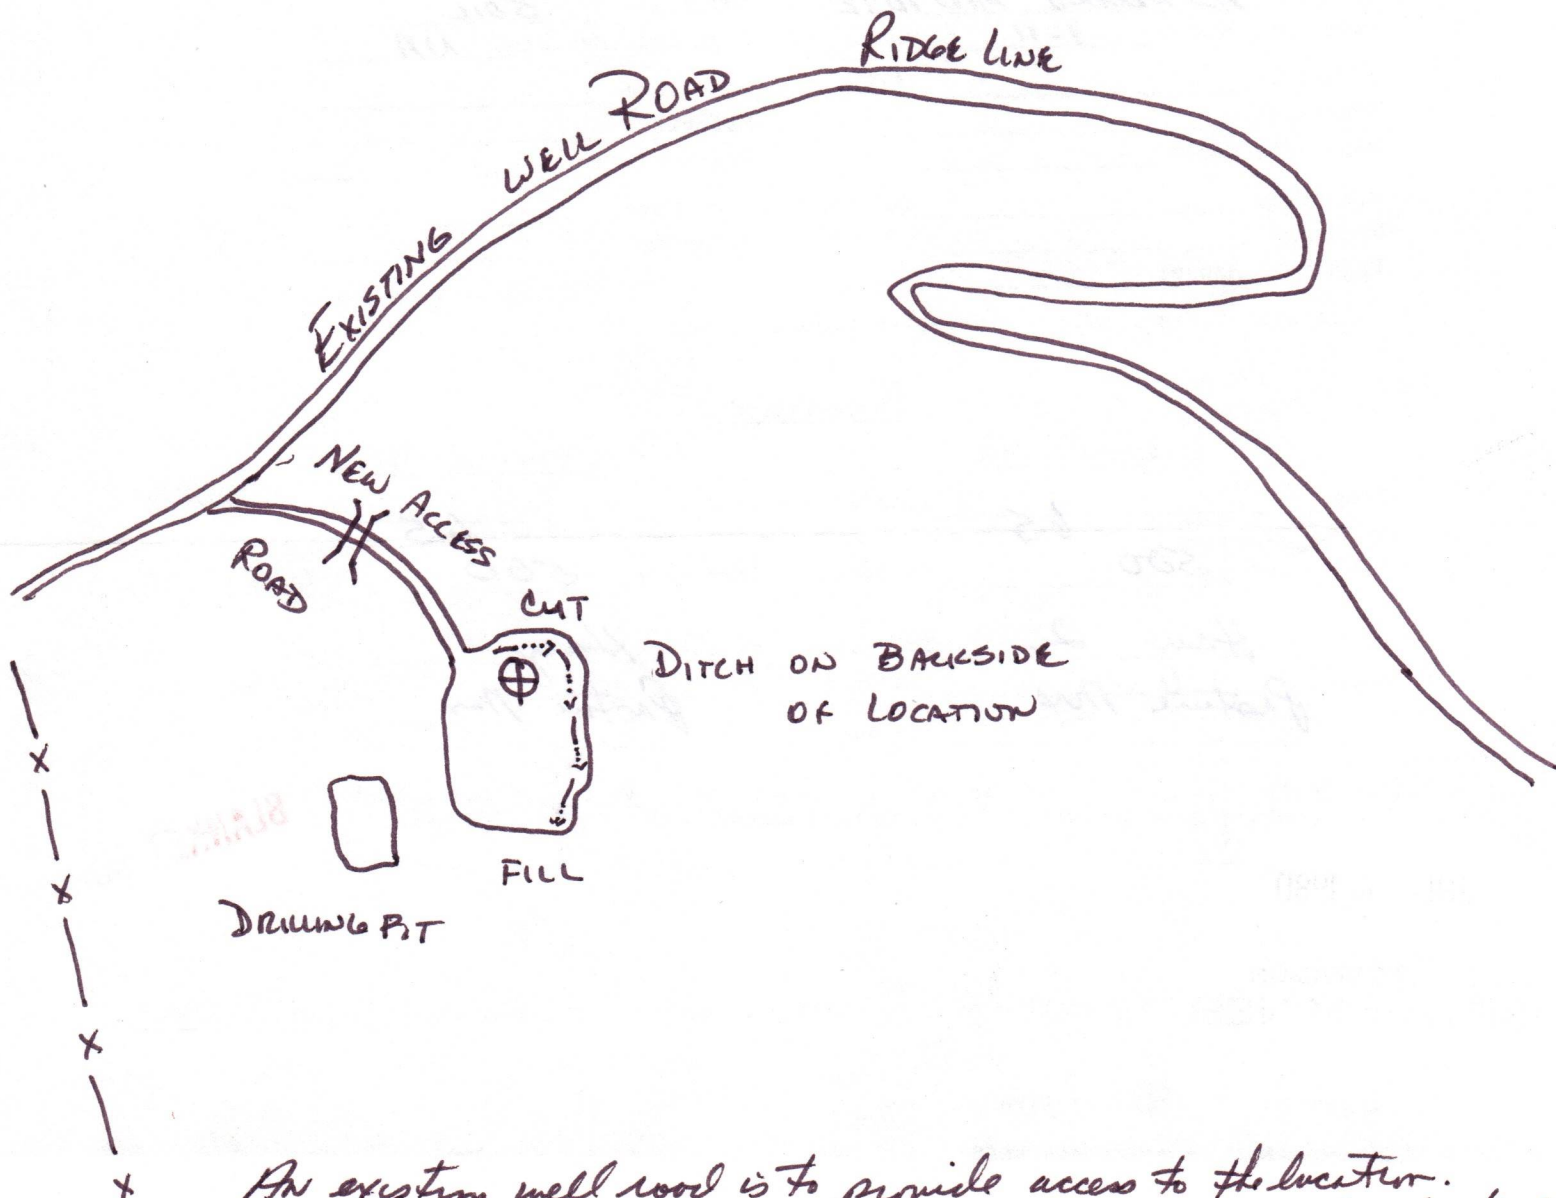 RIDGE LINE
EXISTING WELL ROAD
NEW ACCESS
ROAD
CUT
DITCH ON BACKSIDE
OF LOCATION
FILL
DRILLING PIT
An existing well road is to provide access to the location.